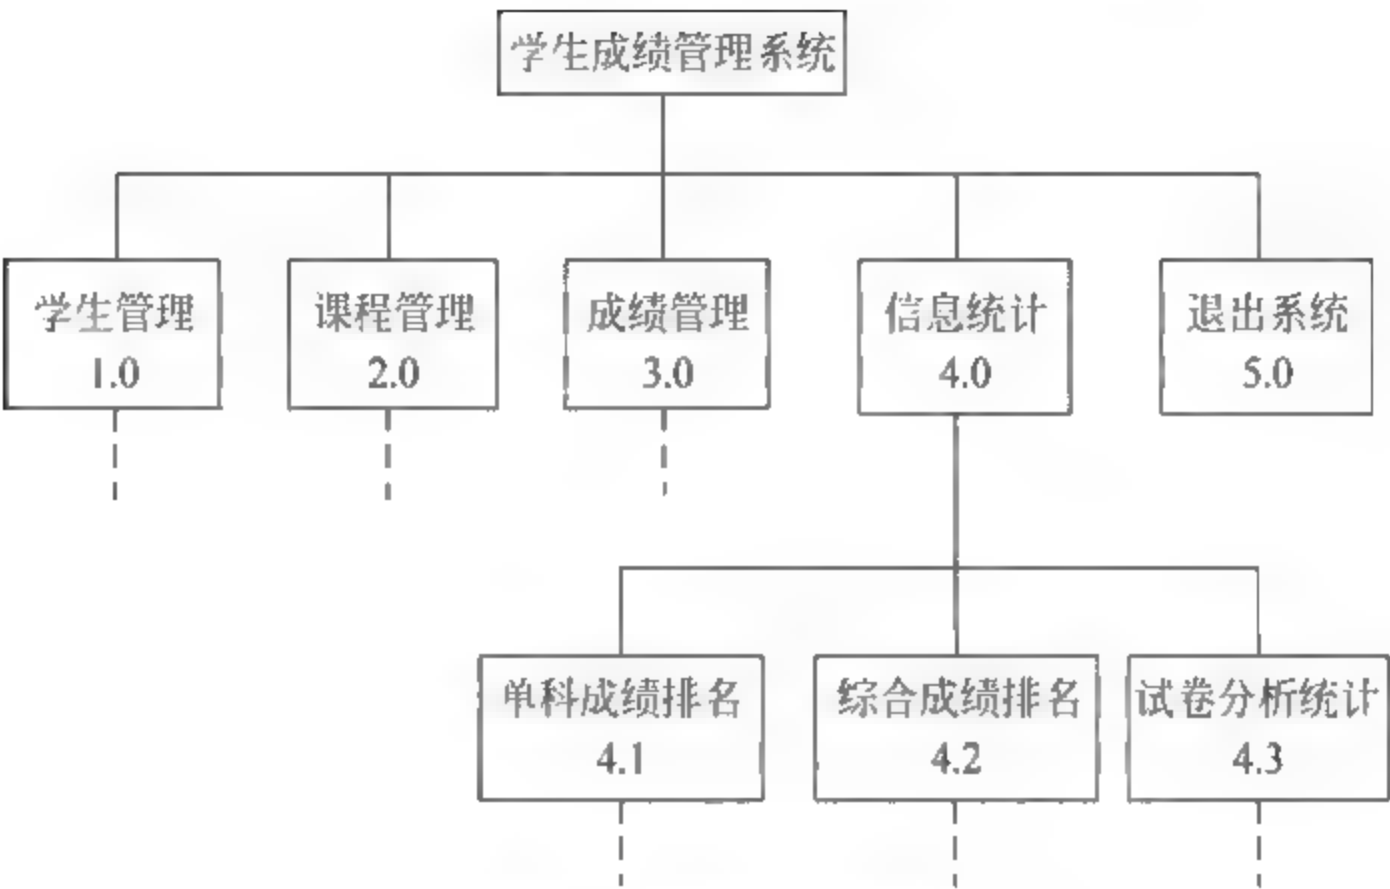 学生成绩管理系统
学生管理
1.0
课程管理
2.0
成绩管理
3.0
信息统计
4.0
退出系统
5.0
单科成绩排名
4.1
综合成绩排名
4.2
试卷分析统计
4.3